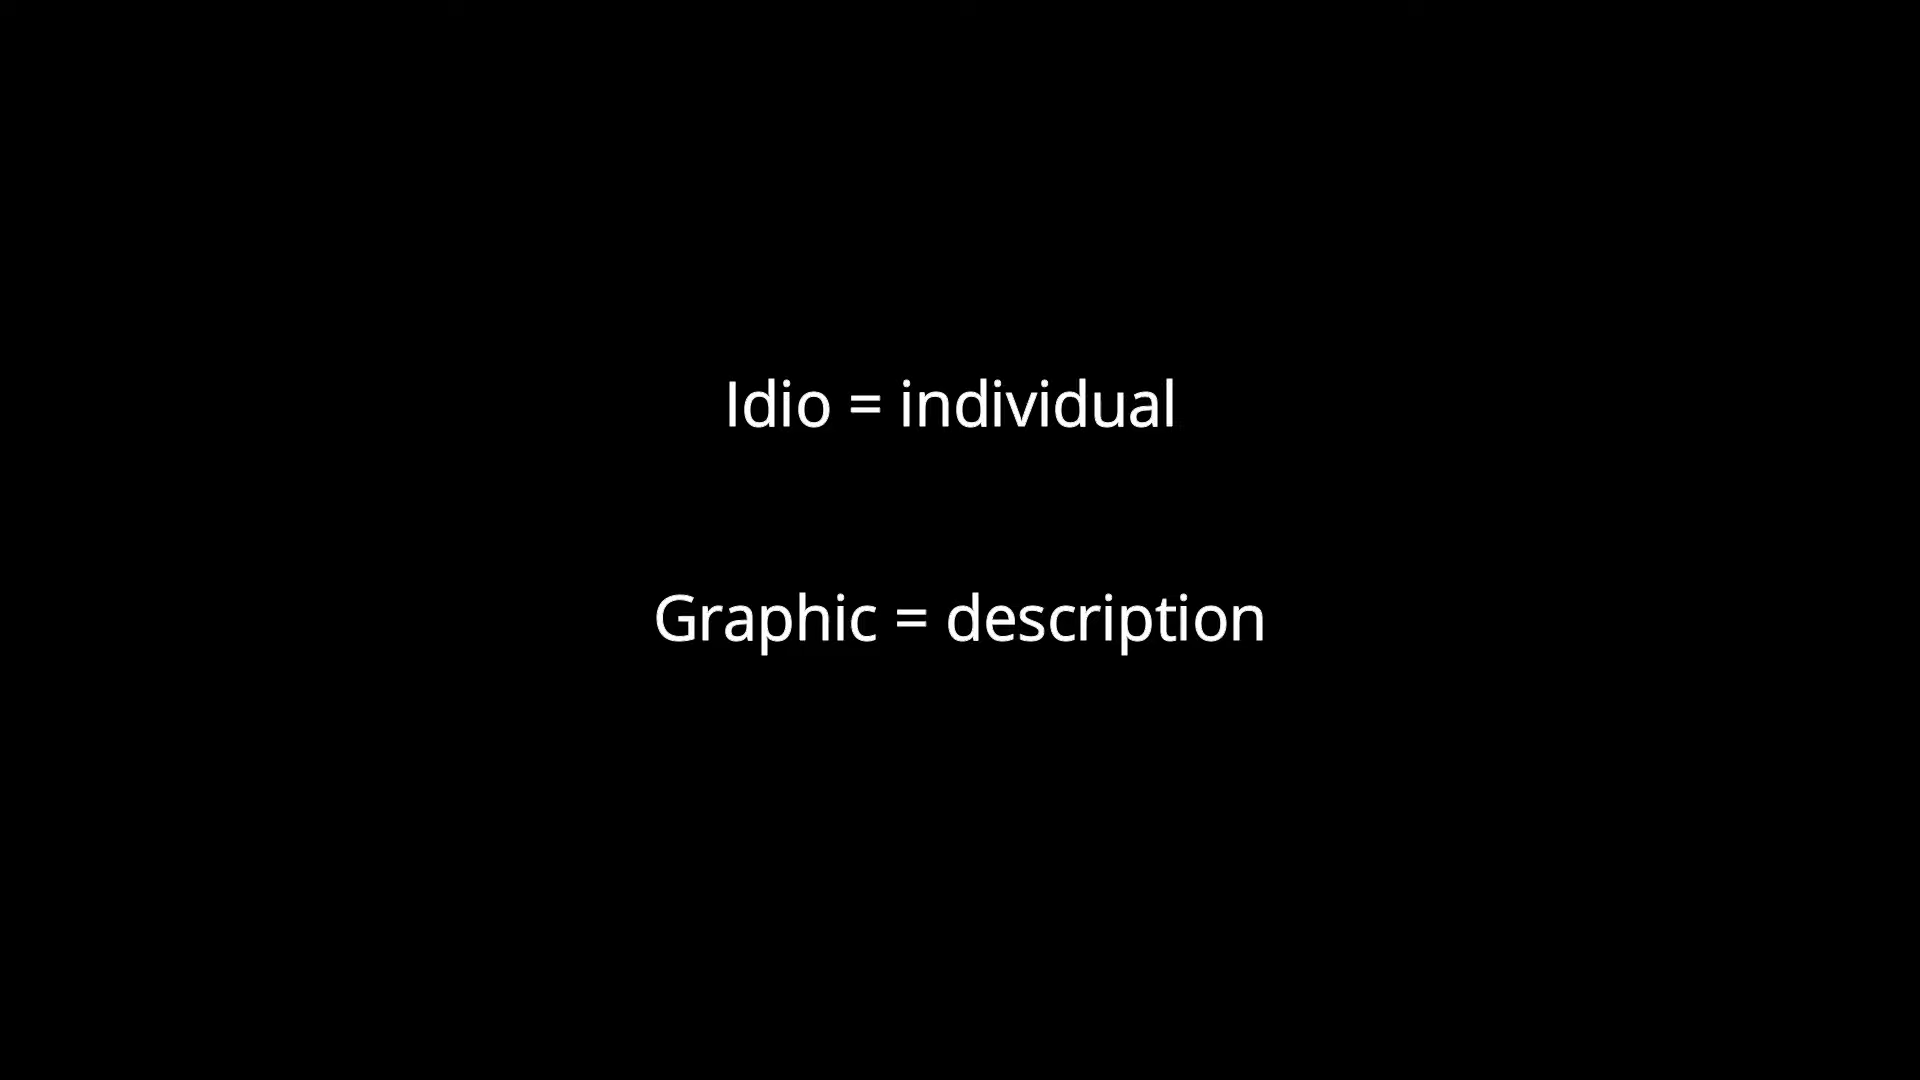 Idio = individual
Graphic = description